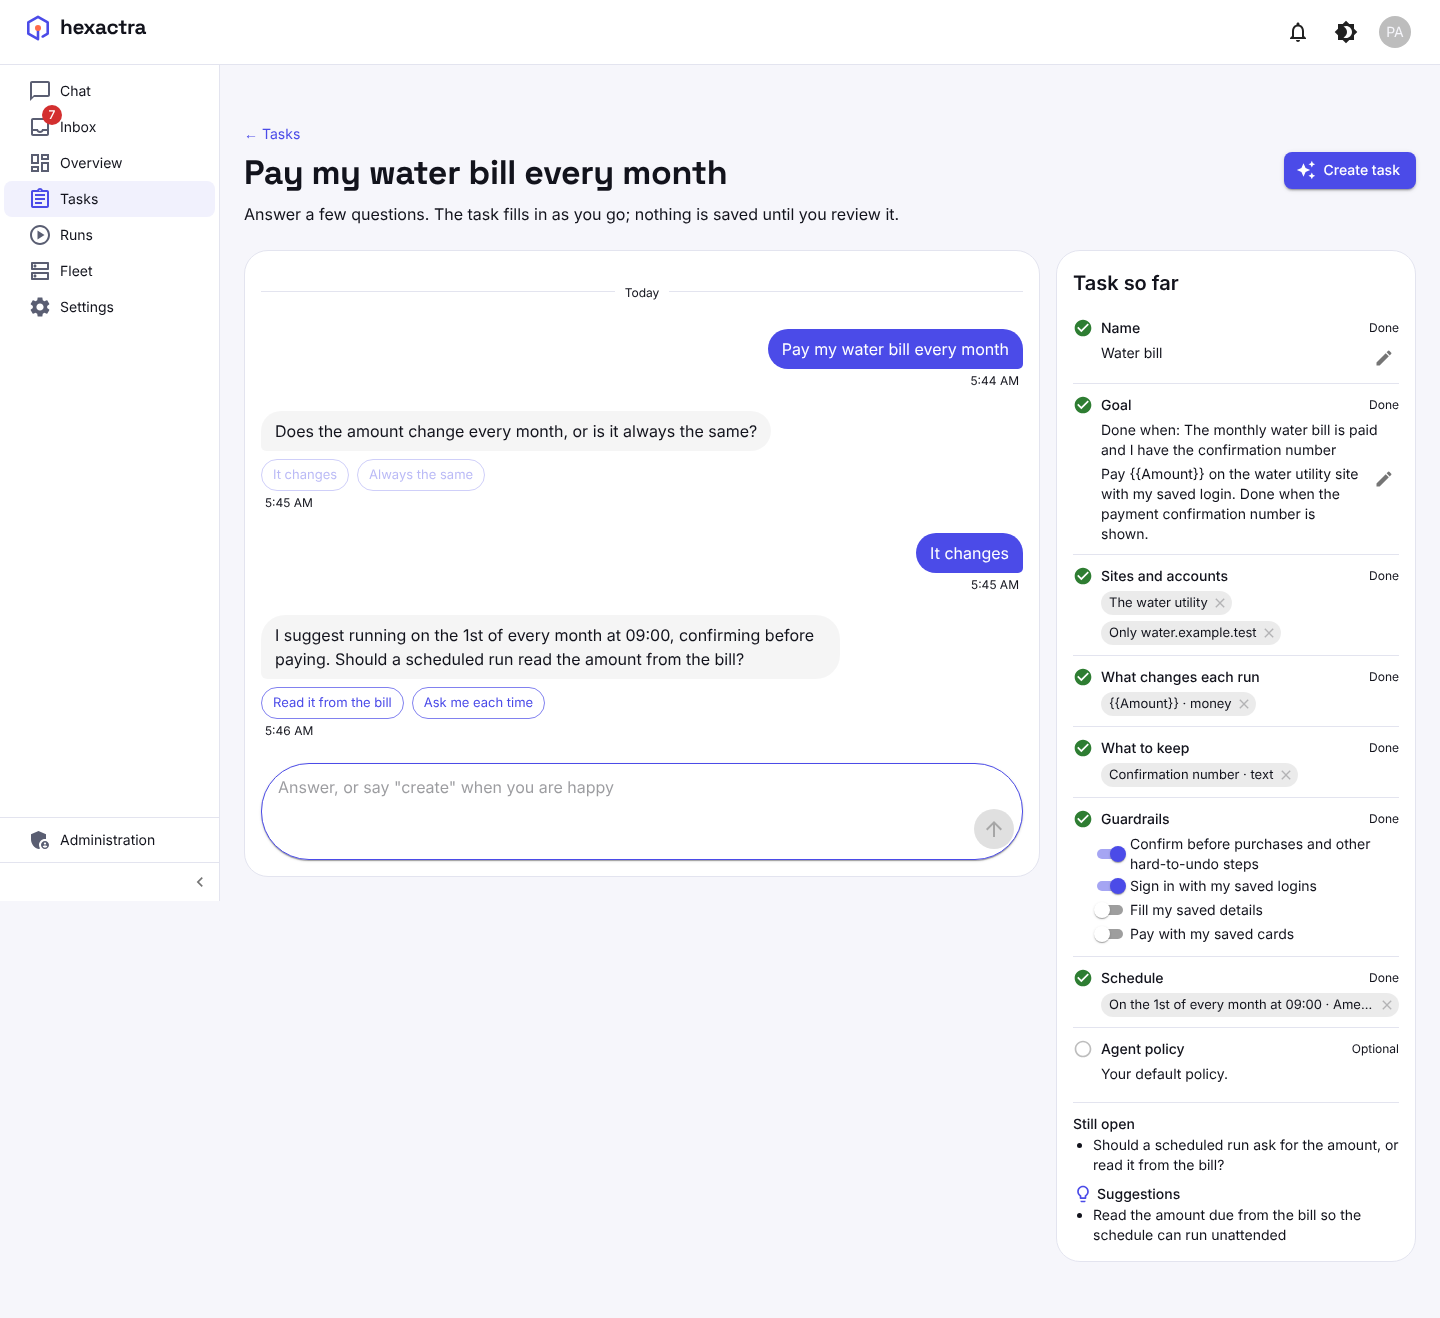 hexactra
PA
Chat
7
Inbox
Overview
Tasks
Runs
Fleet
Settings
Administration
← Tasks
Pay my water bill every month
Create task
Answer a few questions. The task fills in as you go; nothing is saved until you review it.
Today
Pay my water bill every month
5:44 AM
Does the amount change every month, or is it always the same?
It changes
Always the same
5:45 AM
It changes
5:45 AM
I suggest running on the 1st of every month at 09:00, confirming before
paying. Should a scheduled run read the amount from the bill?
Read it from the bill
Ask me each time
5:46 AM
Answer, or say "create" when you are happy
Task so far
Name
Done
Water bill
Goal
Done
Done when: The monthly water bill is paid
and I have the confirmation number
Pay {{Amount}} on the water utility site
with my saved login. Done when the
payment confirmation number is
shown.
Sites and accounts
Done
The water utility
Only water.example.test
What changes each run
Done
{{Amount}} · money
What to keep
Done
Confirmation number · text
Guardrails
Done
Confirm before purchases and other
hard-to-undo steps
Sign in with my saved logins
Fill my saved details
Pay with my saved cards
Schedule
Done
On the 1st of every month at 09:00 · Ame...
Agent policy
Optional
Your default policy.
Still open
• Should a scheduled run ask for the amount, or
read it from the bill?
Suggestions
• Read the amount due from the bill so the
schedule can run unattended